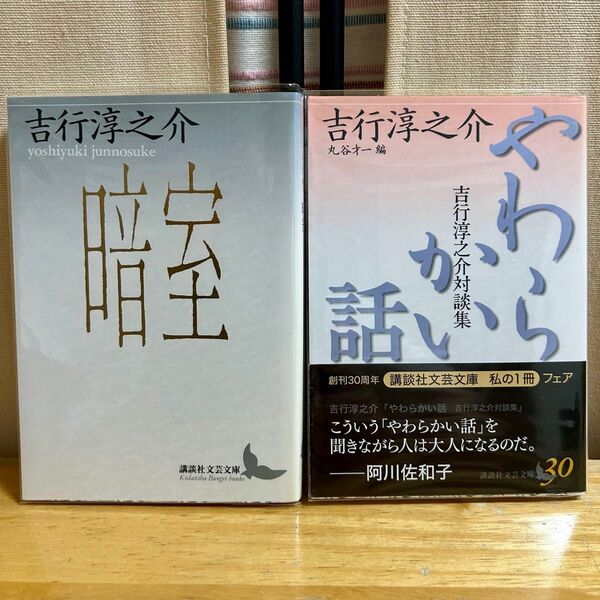 吉行淳之介
yoshiyuki junnosuke
暗室
講談社文芸文庫
Kodansha Bungei bunko
吉行淳之介
丸谷才一 編
やわらかい話
吉行淳之介対談集
創刊30周年 講談社文芸文庫 私の1冊 フェア
吉行淳之介『やわらかい話 吉行淳之介対談集』
こういう「やわらかい話」を
聞きながら人は大人になるのだ。
――阿川佐和子
講談社文芸文庫 30